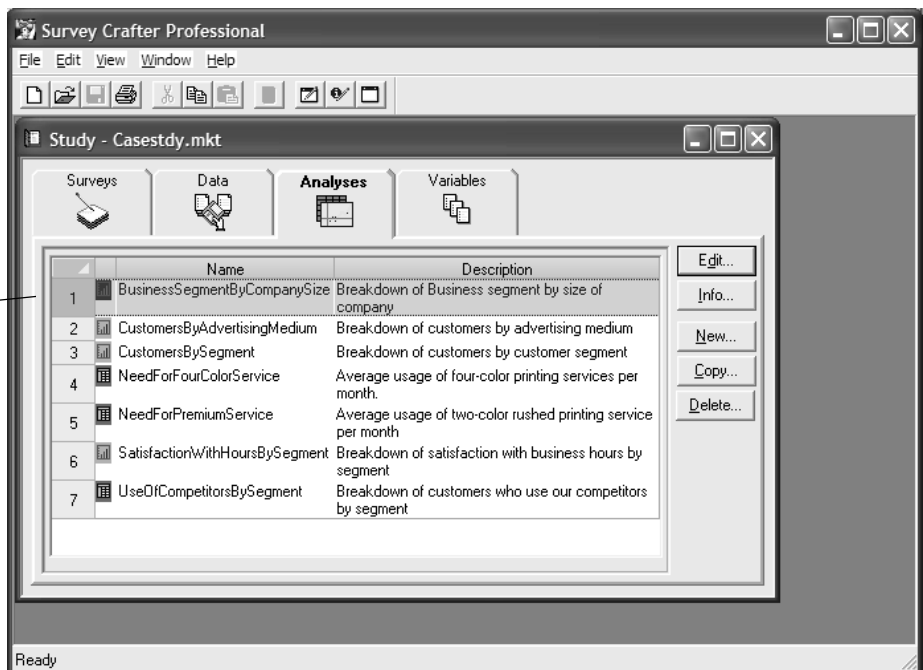 Survey Crafter Professional
File Edit View Window Help
Study - Casestdy.mkt
Surveys Data Analyses Variables
Name Description
1 BusinessSegmentByCompanySize Breakdown of Business segment by size of
company
2 CustomersByAdvertisingMedium Breakdown of customers by advertising medium
3 CustomersBySegment Breakdown of customers by customer segment
4 NeedForFourColorService Average usage of four-color printing services per
month.
5 NeedForPremiumService Average usage of two-color rushed printing service
per month
6 SatisfactionWithHoursBySegment Breakdown of satisfaction with business hours by
segment
7 UseOfCompetitorsBySegment Breakdown of customers who use our competitors
by segment
Edit...
Info...
New...
Copy...
Delete...
Ready